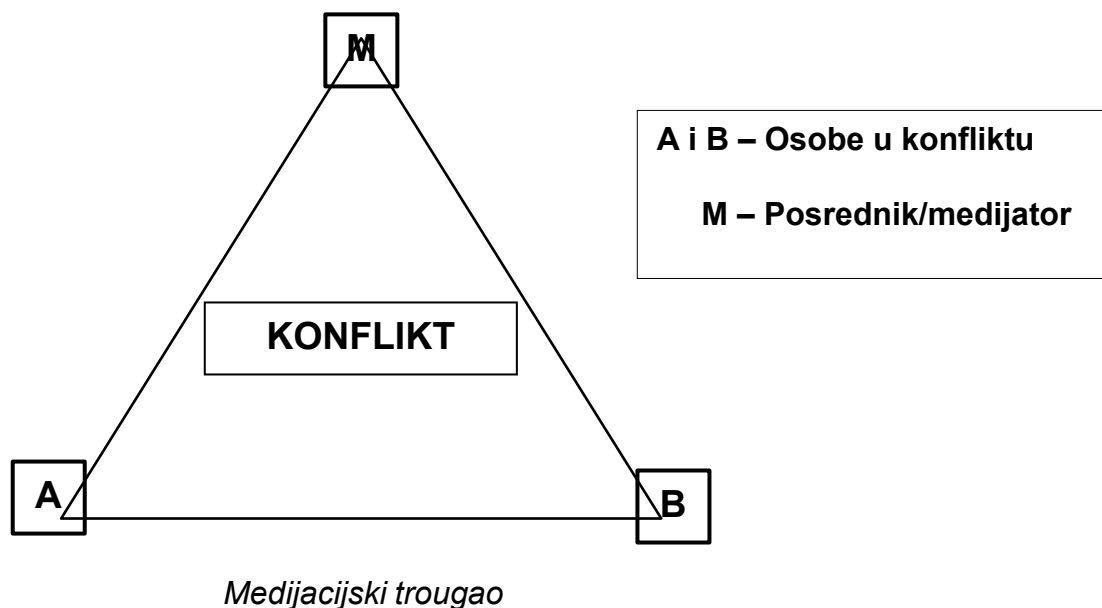 M
A i B – Osobe u konfliktu
M – Posrednik/medijator
KONFLIKT
A
B
Medijacijski trougao